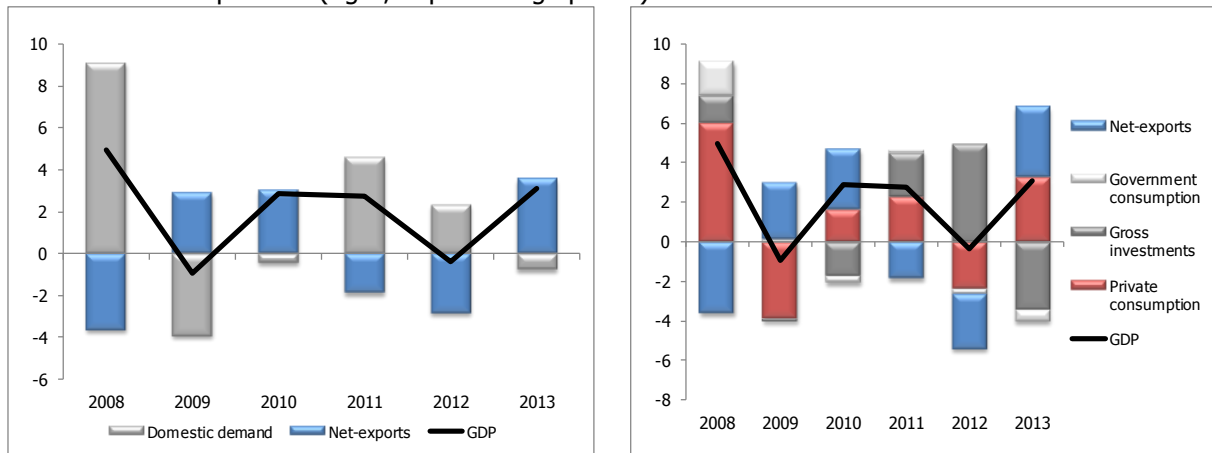 10
8
6
4
2
0
-2
-4
-6
2008 2009 2010 2011 2012 2013
Domestic demand Net-exports GDP
10
8
6
4
2
0
-2
-4
-6
-8
2008 2009 2010 2011 2012 2013
Net-exports
Government
consumption
Gross
investments
Private
consumption
GDP